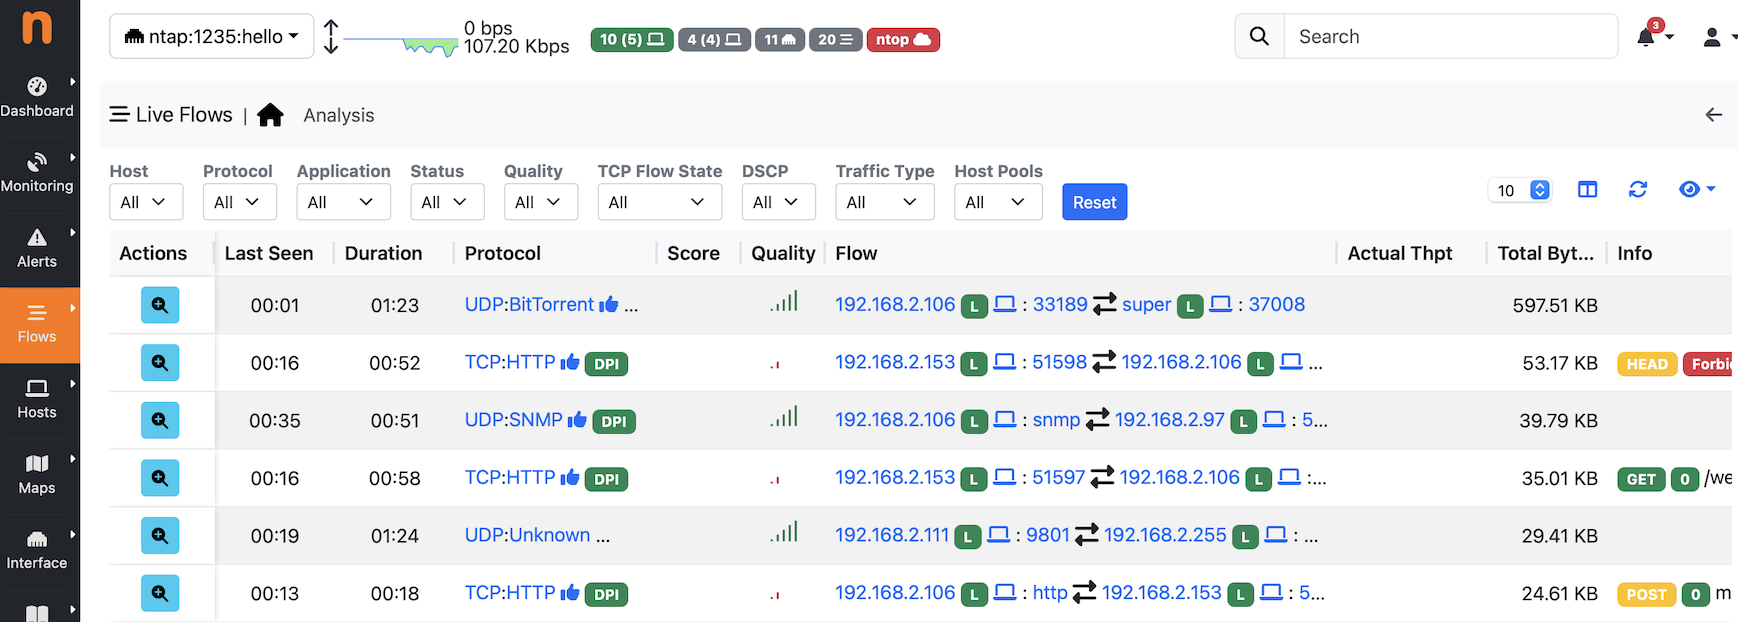 n
ntap:1235:hello
0 bps
107.20 Kbps
10 (5)
4 (4)
11
20
ntop
Search
3
Dashboard
Monitoring
Alerts
Flows
Hosts
Maps
Interface
Live Flows | Analysis
Host Protocol Application Status Quality TCP Flow State DSCP Traffic Type Host Pools
All All All All All All All All All Reset 10
Actions Last Seen Duration Protocol Score Quality Flow Actual Thpt Total Byt... Info
00:01 01:23 UDP:BitTorrent ... 192.168.2.106 L : 33189 super L : 37008 597.51 KB
00:16 00:52 TCP:HTTP DPI 192.168.2.153 L : 51598 192.168.2.106 L ... 53.17 KB HEAD Forbi
00:35 00:51 UDP:SNMP DPI 192.168.2.106 L : snmp 192.168.2.97 L : 5... 39.79 KB
00:16 00:58 TCP:HTTP DPI 192.168.2.153 L : 51597 192.168.2.106 L :... 35.01 KB GET 0 /we
00:19 01:24 UDP:Unknown ... 192.168.2.111 L : 9801 192.168.2.255 L : ... 29.41 KB
00:13 00:18 TCP:HTTP DPI 192.168.2.106 L : http 192.168.2.153 L : 5... 24.61 KB POST 0 m